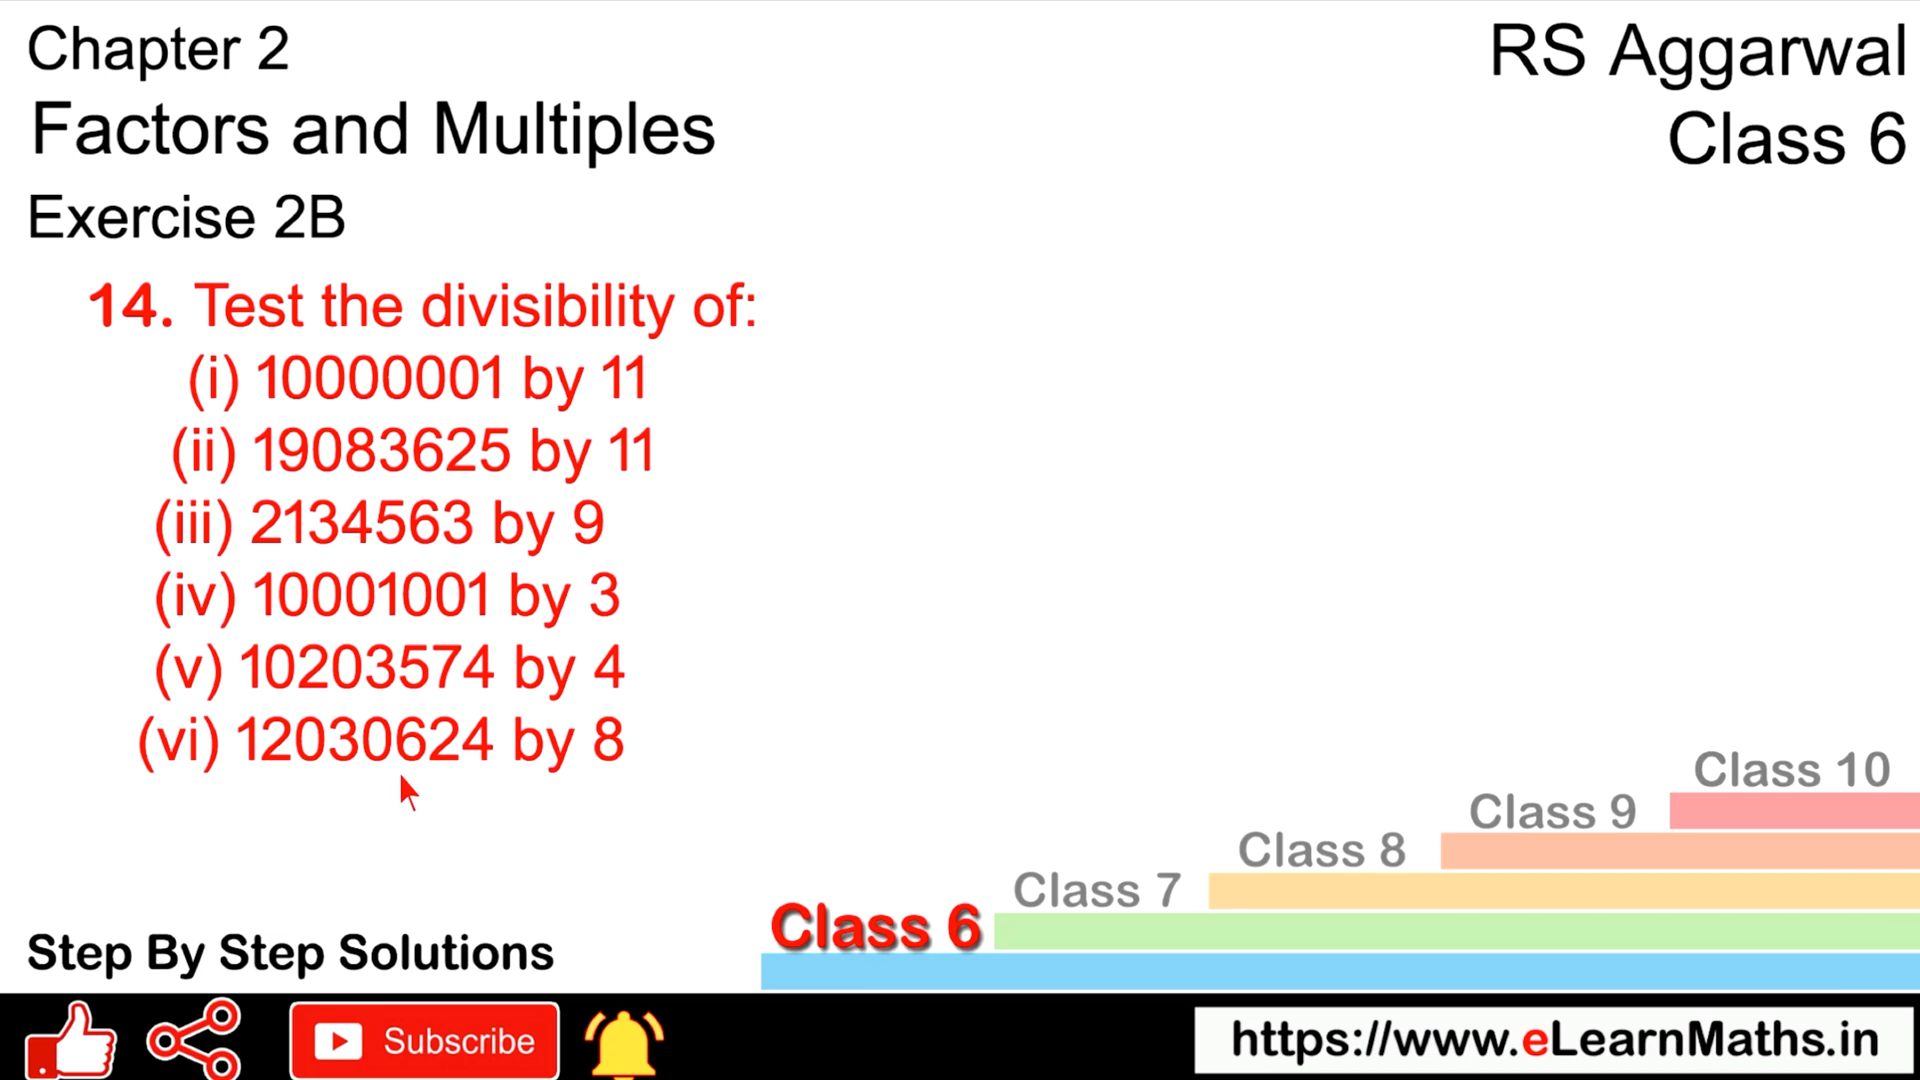 Chapter 2
RS Aggarwal
Factors and Multiples
Class 6
Exercise 2B
14. Test the divisibility of:
(i) 10000001 by 11
(ii) 19083625 by 11
(iii) 2134563 by 9
(iv) 10001001 by 3
(v) 10203574 by 4
(vi) 12030624 by 8
Class 10
Class 9
Class 8
Class 7
Class 6
Step By Step Solutions
Subscribe
https://www.eLearnMaths.in